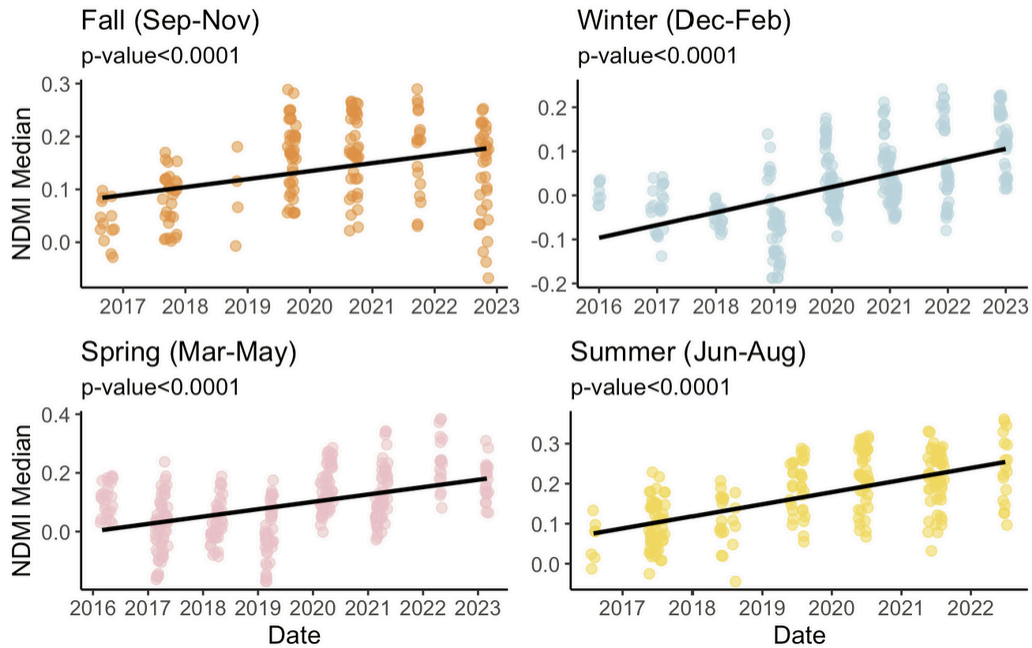 Fall (Sep-Nov)
p-value<0.0001
NDMI Median
0.3
0.2
0.1
0.0
2017 2018 2019 2020 2021 2022 2023
Winter (Dec-Feb)
p-value<0.0001
0.2
0.1
0.0
-0.1
-0.2
2016 2017 2018 2019 2020 2021 2022 2023
Spring (Mar-May)
p-value<0.0001
NDMI Median
0.4
0.2
0.0
2016 2017 2018 2019 2020 2021 2022 2023
Date
Summer (Jun-Aug)
p-value<0.0001
0.3
0.2
0.1
0.0
2017 2018 2019 2020 2021 2022
Date